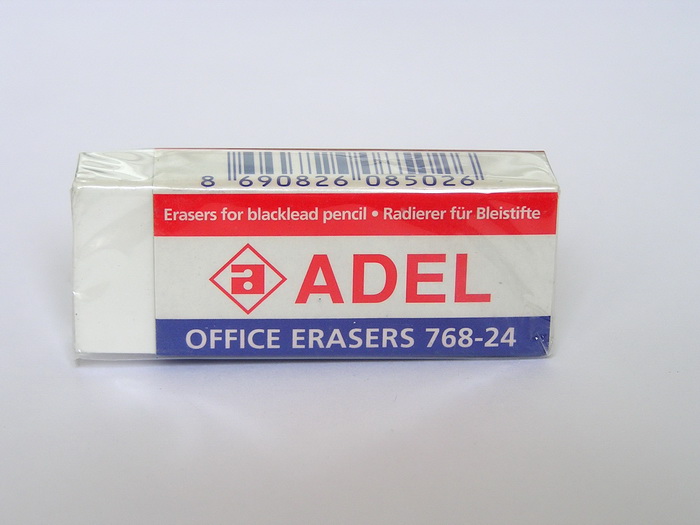 8 690826 085026
Erasers for blacklead pencil • Radierer für Bleistifte
a ADEL
OFFICE ERASERS 768-24